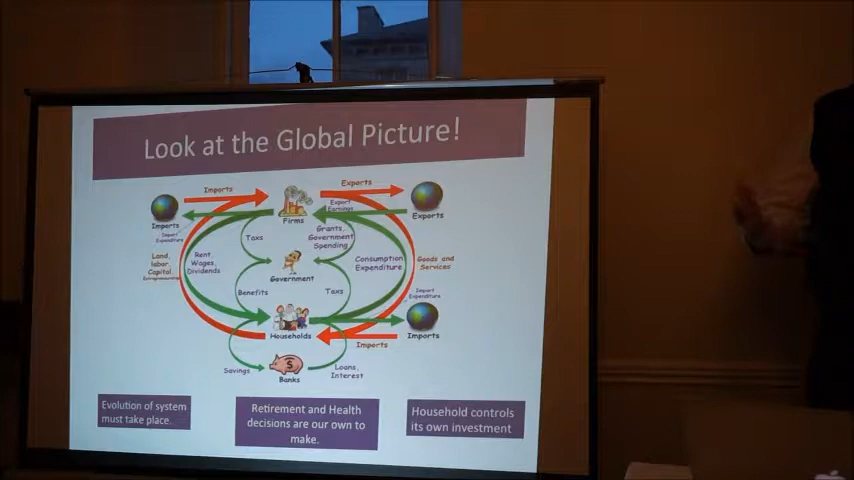 Look at the Global Picture!
Imports
Exports
Firms
Export
Earnings
Imports
Exports
Import
Expenditure
Taxs
Grants,
Government
Spending
Land,
labor,
Capital,
Entrepreneurship
Rent,
Wages,
Dividends
Consumption
Expenditure
Goods and
Services
Government
Benefits
Taxs
Import
Expenditure
Households
Imports
Imports
Savings
Banks
Loans,
Interest
Evolution of system
must take place.
Retirement and Health
decisions are our own to
make.
Household controls
its own investment